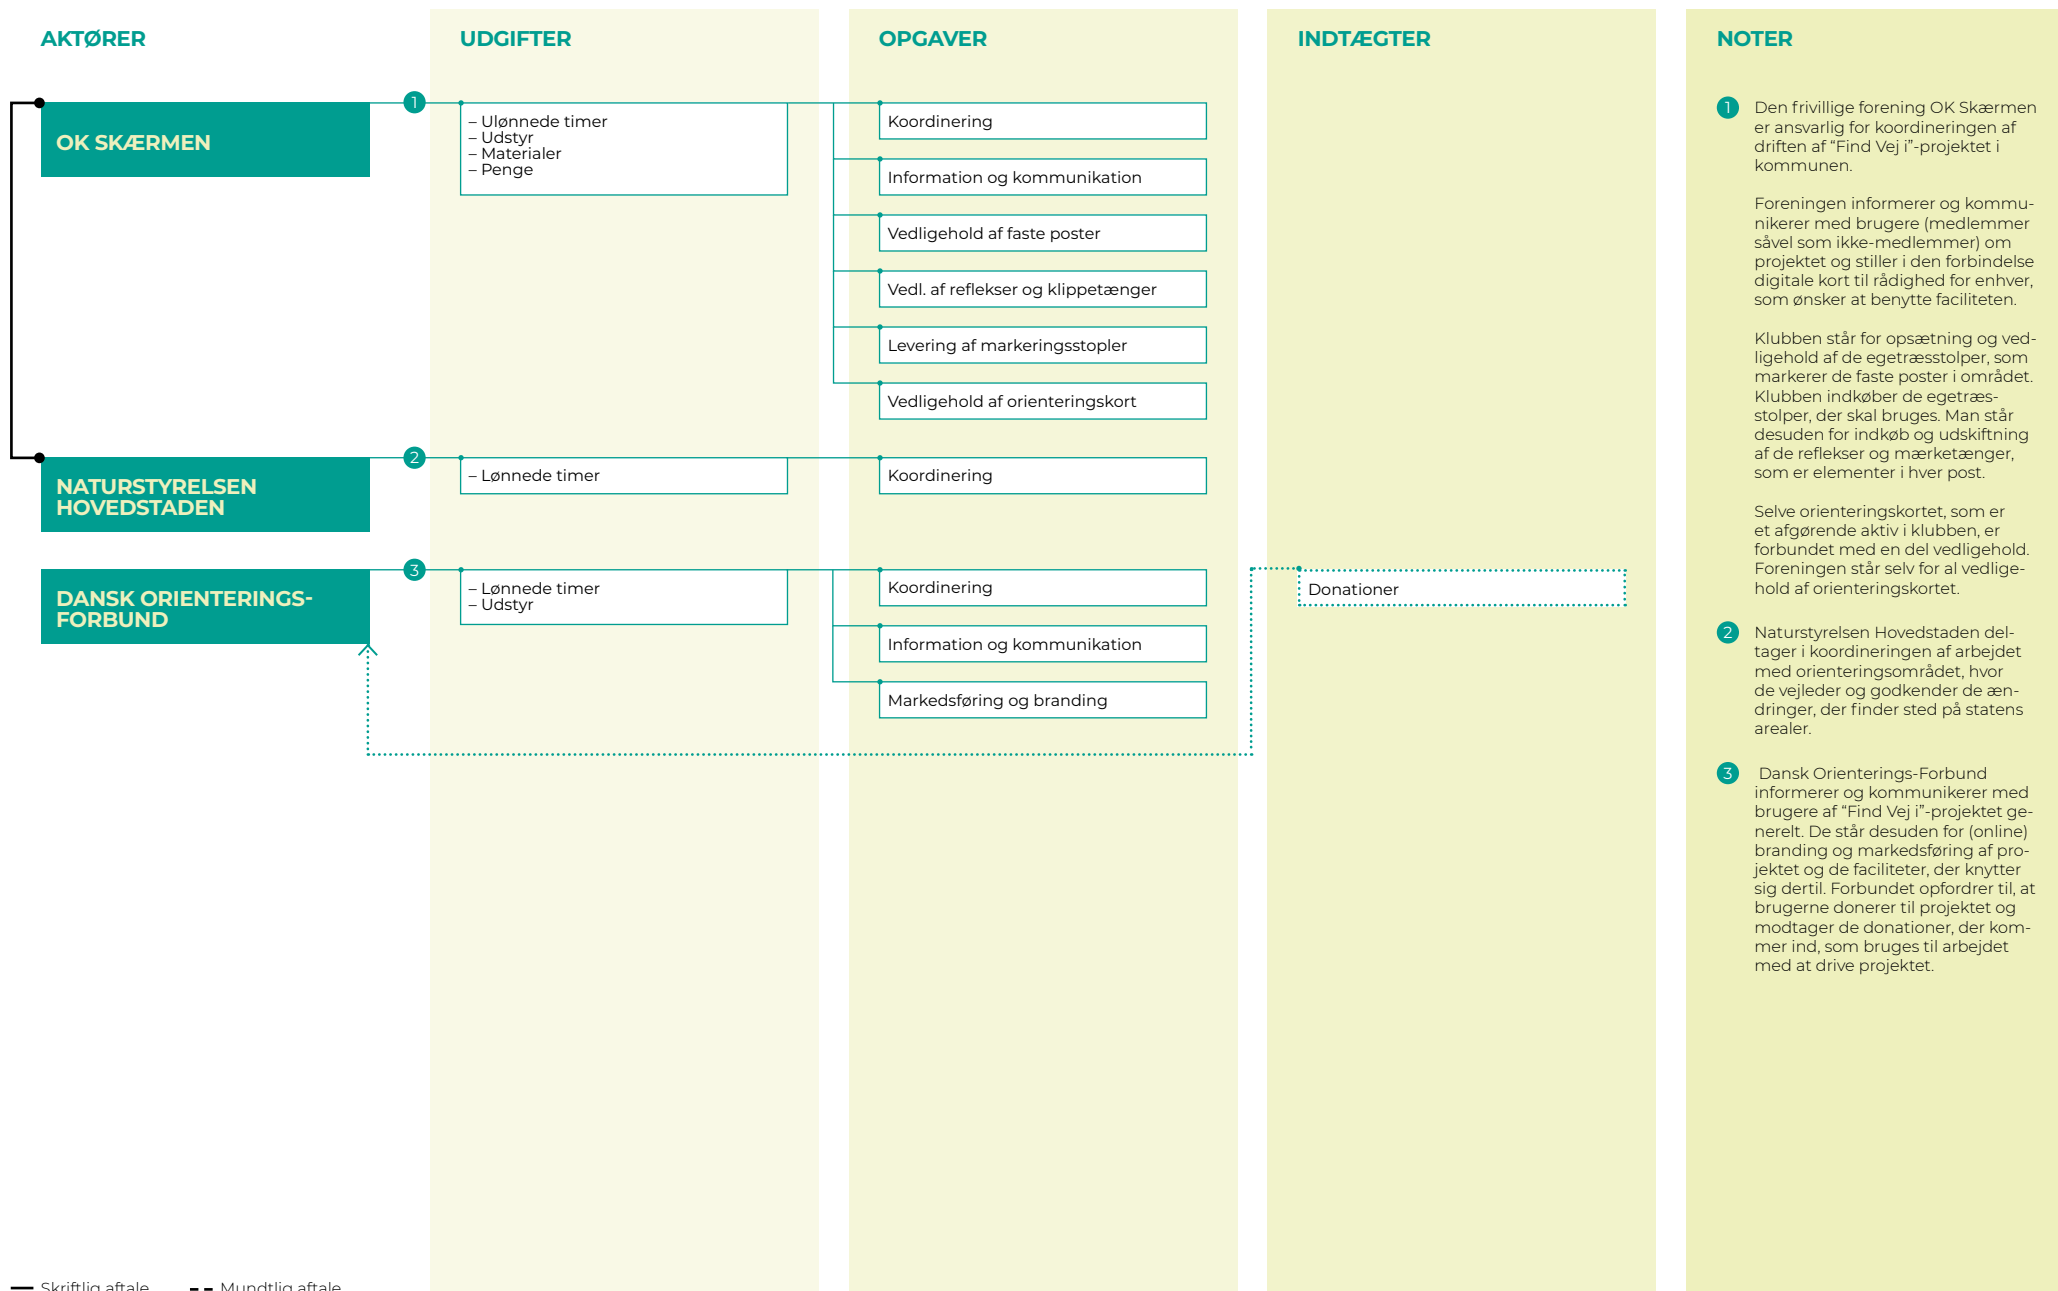 AKTØRER
UDGIFTER
OPGAVER
INDTÆGTER
NOTER
OK SKÆRMEN
1
– Ulønnede timer
– Udstyr
– Materialer
– Penge
Koordinering
Information og kommunikation
Vedligehold af faste poster
Vedl. af reflekser og klippetænger
Levering af markeringsstopler
Vedligehold af orienteringskort
NATURSTYRELSEN
HOVEDSTADEN
2
– Lønnede timer
Koordinering
DANSK ORIENTERINGS-
FORBUND
3
– Lønnede timer
– Udstyr
Koordinering
Information og kommunikation
Markedsføring og branding
Donationer
1 Den frivillige forening OK Skærmen
er ansvarlig for koordineringen af
driften af “Find Vej i”-projektet i
kommunen.
Foreningen informerer og kommu-
nikerer med brugere (medlemmer
såvel som ikke-medlemmer) om
projektet og stiller i den forbindelse
digitale kort til rådighed for enhver,
som ønsker at benytte faciliteten.
Klubben står for opsætning og ved-
ligehold af de egetræsstolper, som
markerer de faste poster i området.
Klubben indkøber de egetræs-
stolper, der skal bruges. Man står
desuden for indkøb og udskiftning
af de reflekser og mærketænger,
som er elementer i hver post.
Selve orienteringskortet, som er
et afgørende aktiv i klubben, er
forbundet med en del vedligehold.
Foreningen står selv for al vedlige-
hold af orienteringskortet.
2 Naturstyrelsen Hovedstaden del-
tager i koordineringen af arbejdet
med orienteringsområdet, hvor
de vejleder og godkender de æn-
dringer, der finder sted på statens
arealer.
3 Dansk Orienterings-Forbund
informerer og kommunikerer med
brugere af “Find Vej i”-projektet ge-
nerelt. De står desuden for (online)
branding og markedsføring af pro-
jektet og de faciliteter, der knytter
sig dertil. Forbundet opfordrer til, at
brugerne donerer til projektet og
modtager de donationer, der kom-
mer ind, som bruges til arbejdet
med at drive projektet.
Skriftlig aftale
Mundtlig aftale